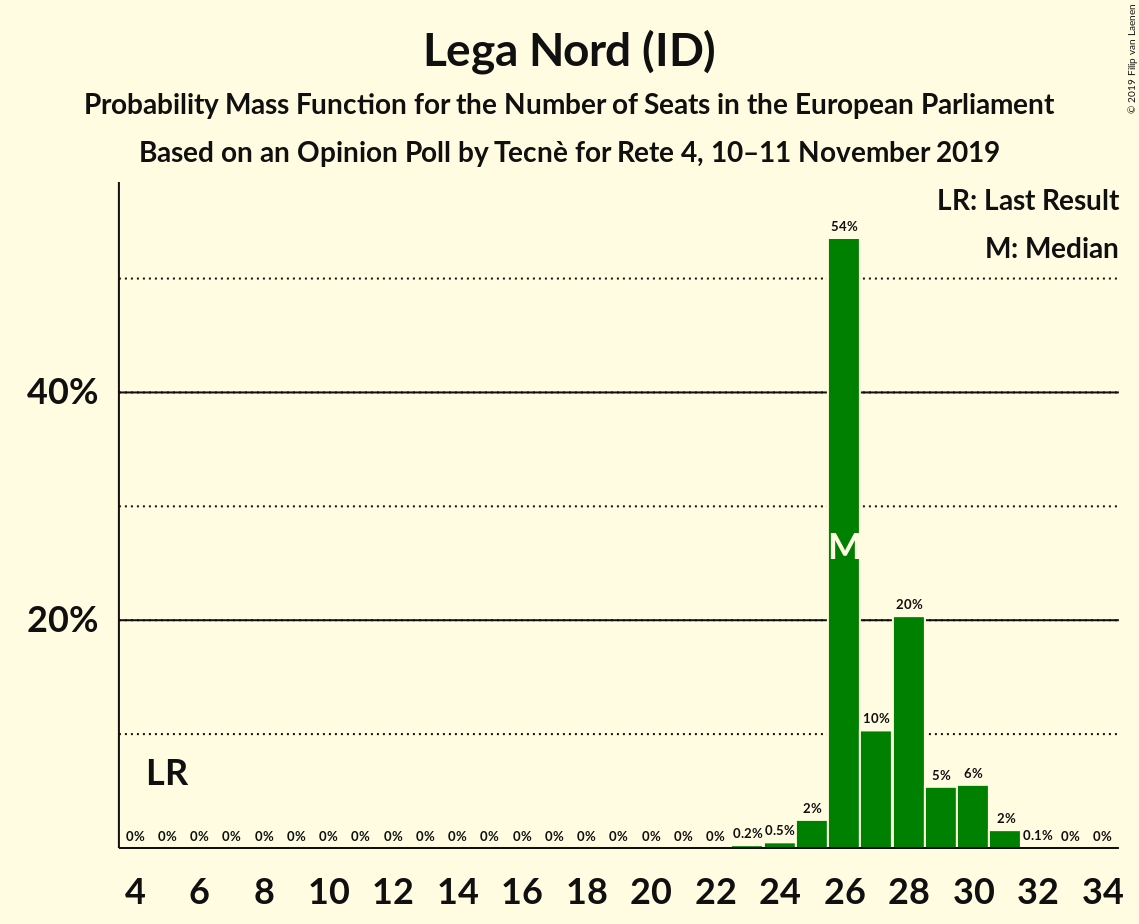 Lega Nord (ID)
Probability Mass Function for the Number of Seats in the European Parliament
Based on an Opinion Poll by Tecnè for Rete 4, 10–11 November 2019
© 2019 Filip van Laenen
LR: Last Result
M: Median
54%
40%
M
20%
20%
10%
LR
5%
6%
2%
2%
0% 0% 0% 0% 0% 0% 0% 0% 0% 0% 0% 0% 0% 0% 0% 0% 0% 0% 0% 0.2% 0.5% 0.1% 0% 0%
4 6 8 10 12 14 16 18 20 22 24 26 28 30 32 34